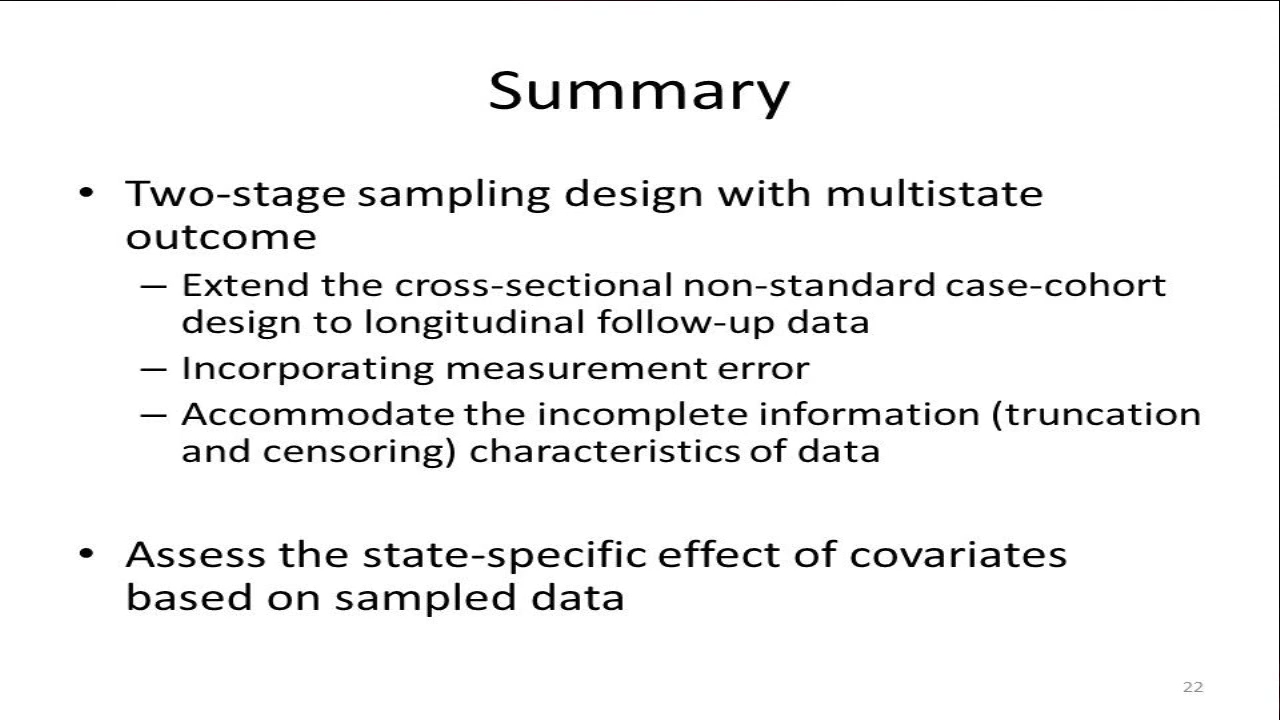 Summary
• Two-stage sampling design with multistate
outcome
– Extend the cross-sectional non-standard case-cohort
design to longitudinal follow-up data
– Incorporating measurement error
– Accommodate the incomplete information (truncation
and censoring) characteristics of data
• Assess the state-specific effect of covariates
based on sampled data
22